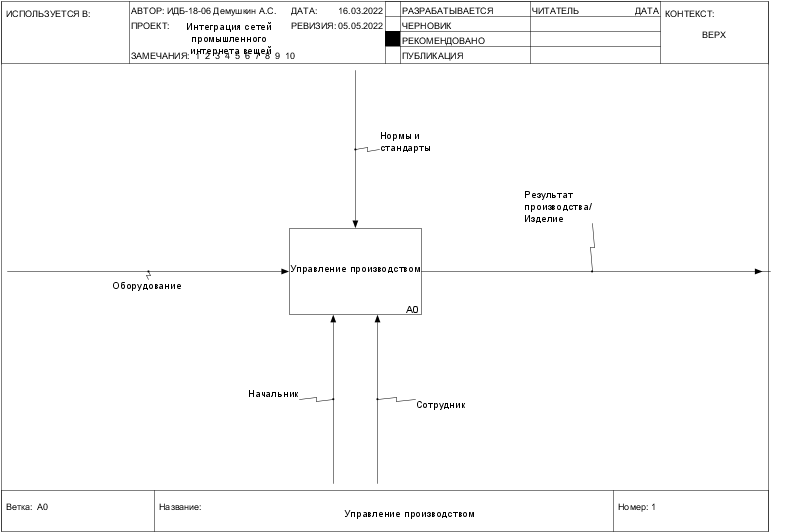 ИСПОЛЬЗУЕТСЯ В:
АВТОР: ИДБ-18-06 Демушкин А.С.
ДАТА: 16.03.2022
ПРОЕКТ: Интеграция сетей
промышленного
интернета вещей
РЕВИЗИЯ: 05.05.2022
ЗАМЕЧАНИЯ: 1 2 3 4 5 6 7 8 9 10
РАЗРАБАТЫВАЕТСЯ
ЧЕРНОВИК
РЕКОМЕНДОВАНО
ПУБЛИКАЦИЯ
ЧИТАТЕЛЬ ДАТА
КОНТЕКСТ:
ВЕРХ
Нормы и
стандарты
Результат
производства/
Изделие
Управление производством
A0
Оборудование
Начальник
Сотрудник
Ветка: A0
Название:
Управление производством
Номер: 1